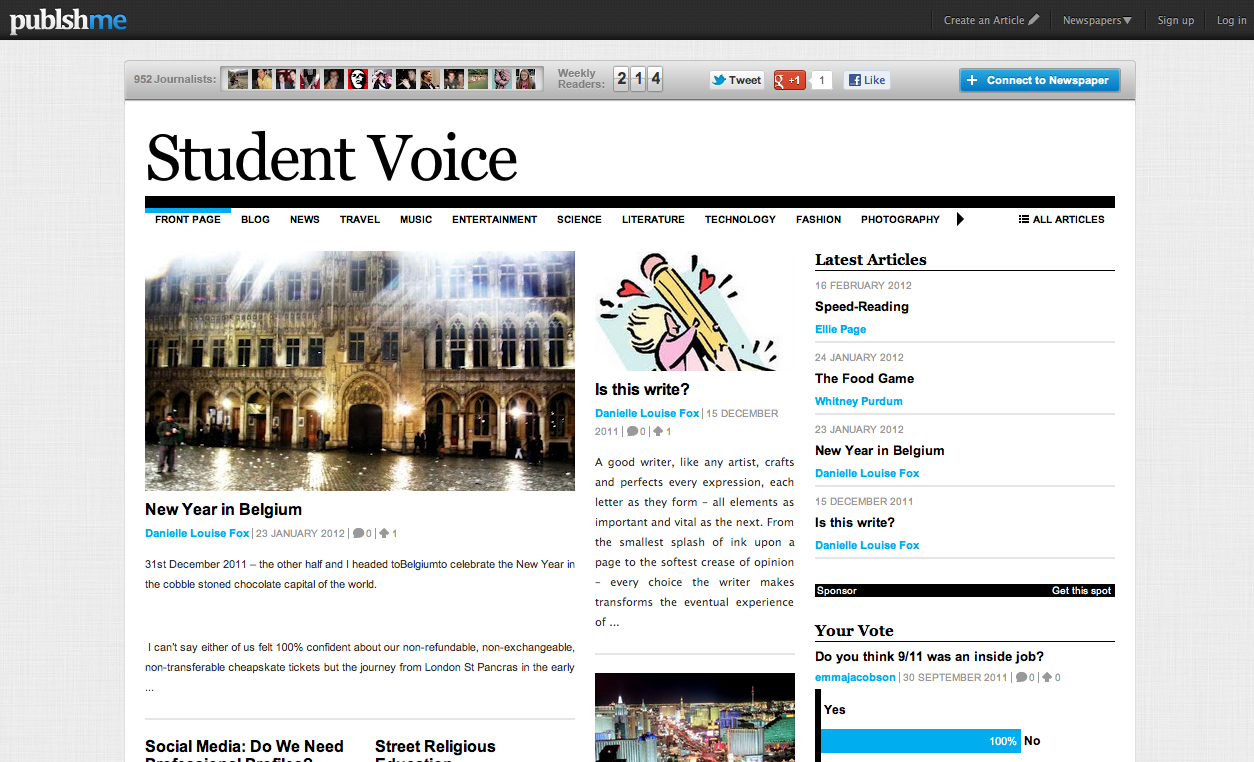 publshme
Create an Article
Newspapers▼
Sign up
Log in
952 Journalists:
Weekly
Readers:
2 1 4
Tweet
g +1
1
Like
+ Connect to Newspaper
Student Voice
FRONT PAGE
BLOG
NEWS
TRAVEL
MUSIC
ENTERTAINMENT
SCIENCE
LITERATURE
TECHNOLOGY
FASHION
PHOTOGRAPHY
ALL ARTICLES
New Year in Belgium
Danielle Louise Fox | 23 JANUARY 2012 | 0 | 1
31st December 2011 – the other half and I headed toBelgiumto celebrate the New Year in
the cobble stoned chocolate capital of the world.
I can't say either of us felt 100% confident about our non-refundable, non-exchangeable,
non-transferable cheapskate tickets but the journey from London St Pancras in the early
...
Social Media: Do We Need
Professional Profiles?
Street Religious
Education
Is this write?
Danielle Louise Fox | 15 DECEMBER
2011 | 0 | 1
A good writer, like any artist, crafts
and perfects every expression, each
letter as they form – all elements as
important and vital as the next. From
the smallest splash of ink upon a
page to the softest crease of opinion
– every choice the writer makes
transforms the eventual experience
of ...
Latest Articles
16 FEBRUARY 2012
Speed-Reading
Ellie Page
24 JANUARY 2012
The Food Game
Whitney Purdum
23 JANUARY 2012
New Year in Belgium
Danielle Louise Fox
15 DECEMBER 2011
Is this write?
Danielle Louise Fox
Sponsor
Get this spot
Your Vote
Do you think 9/11 was an inside job?
emmajacobson | 30 SEPTEMBER 2011 | 0 | 0
Yes
100% No